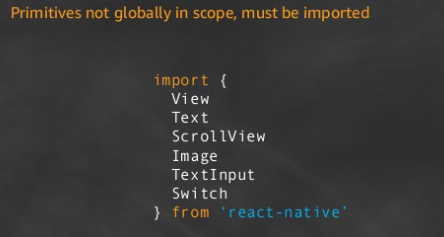 Primitives not globally in scope, must be imported
import {
View
Text
ScrollView
Image
TextInput
Switch
} from ‘react-native’